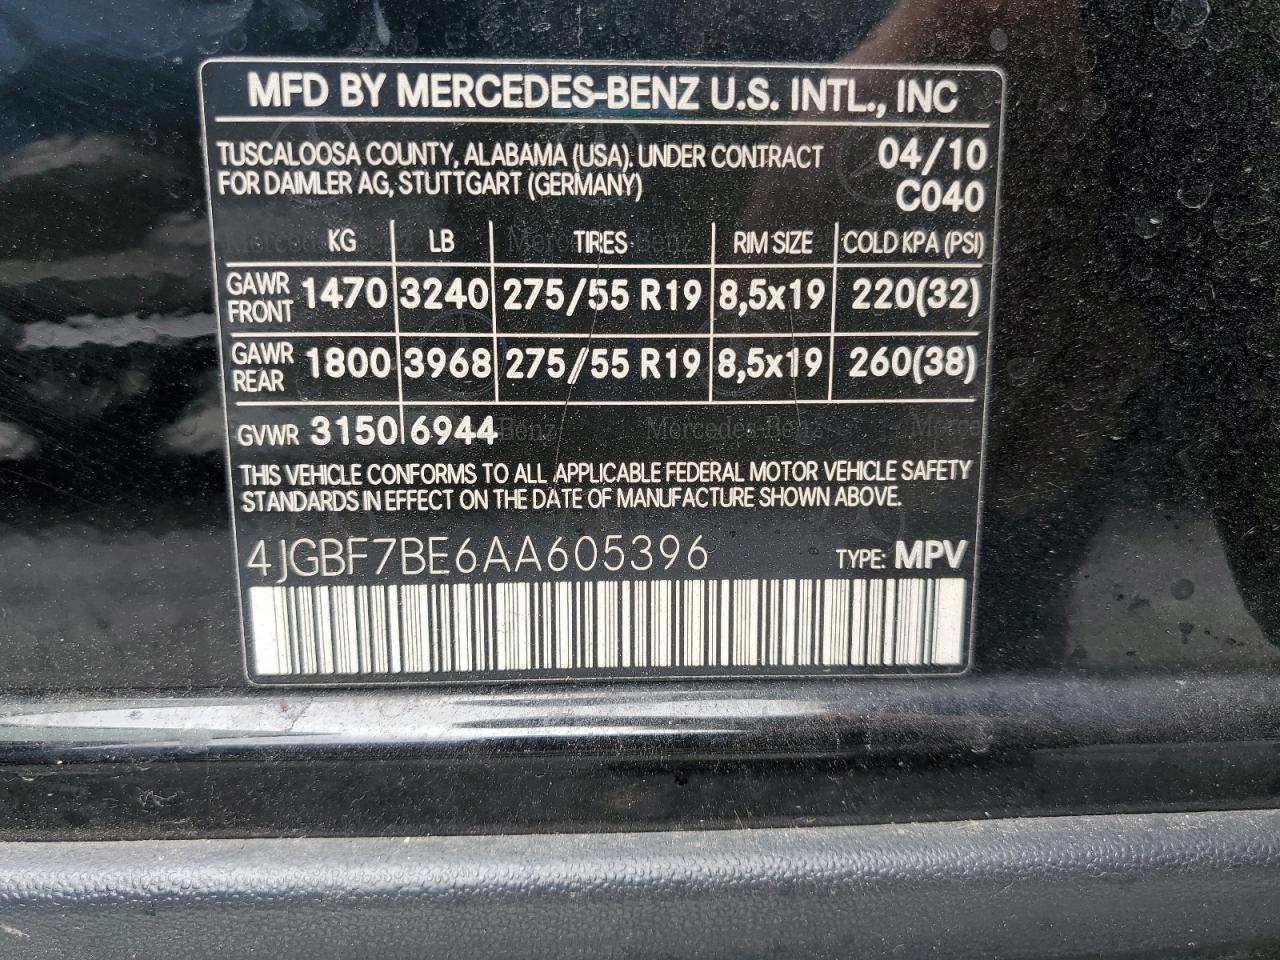 MFD BY MERCEDES-BENZ U.S. INTL., INC
TUSCALOOSA COUNTY, ALABAMA (USA). UNDER CONTRACT 04/10
FOR DAIMLER AG, STUTTGART (GERMANY) C040
KG LB TIRES RIM SIZE COLD KPA (PSI)
GAWR FRONT 1470 3240 275/55 R19 8,5x19 220(32)
GAWR REAR 1800 3968 275/55 R19 8,5x19 260(38)
GVWR 3150 6944
THIS VEHICLE CONFORMS TO ALL APPLICABLE FEDERAL MOTOR VEHICLE SAFETY
STANDARDS IN EFFECT ON THE DATE OF MANUFACTURE SHOWN ABOVE.
4JGBF7BE6AA605396 TYPE: MPV